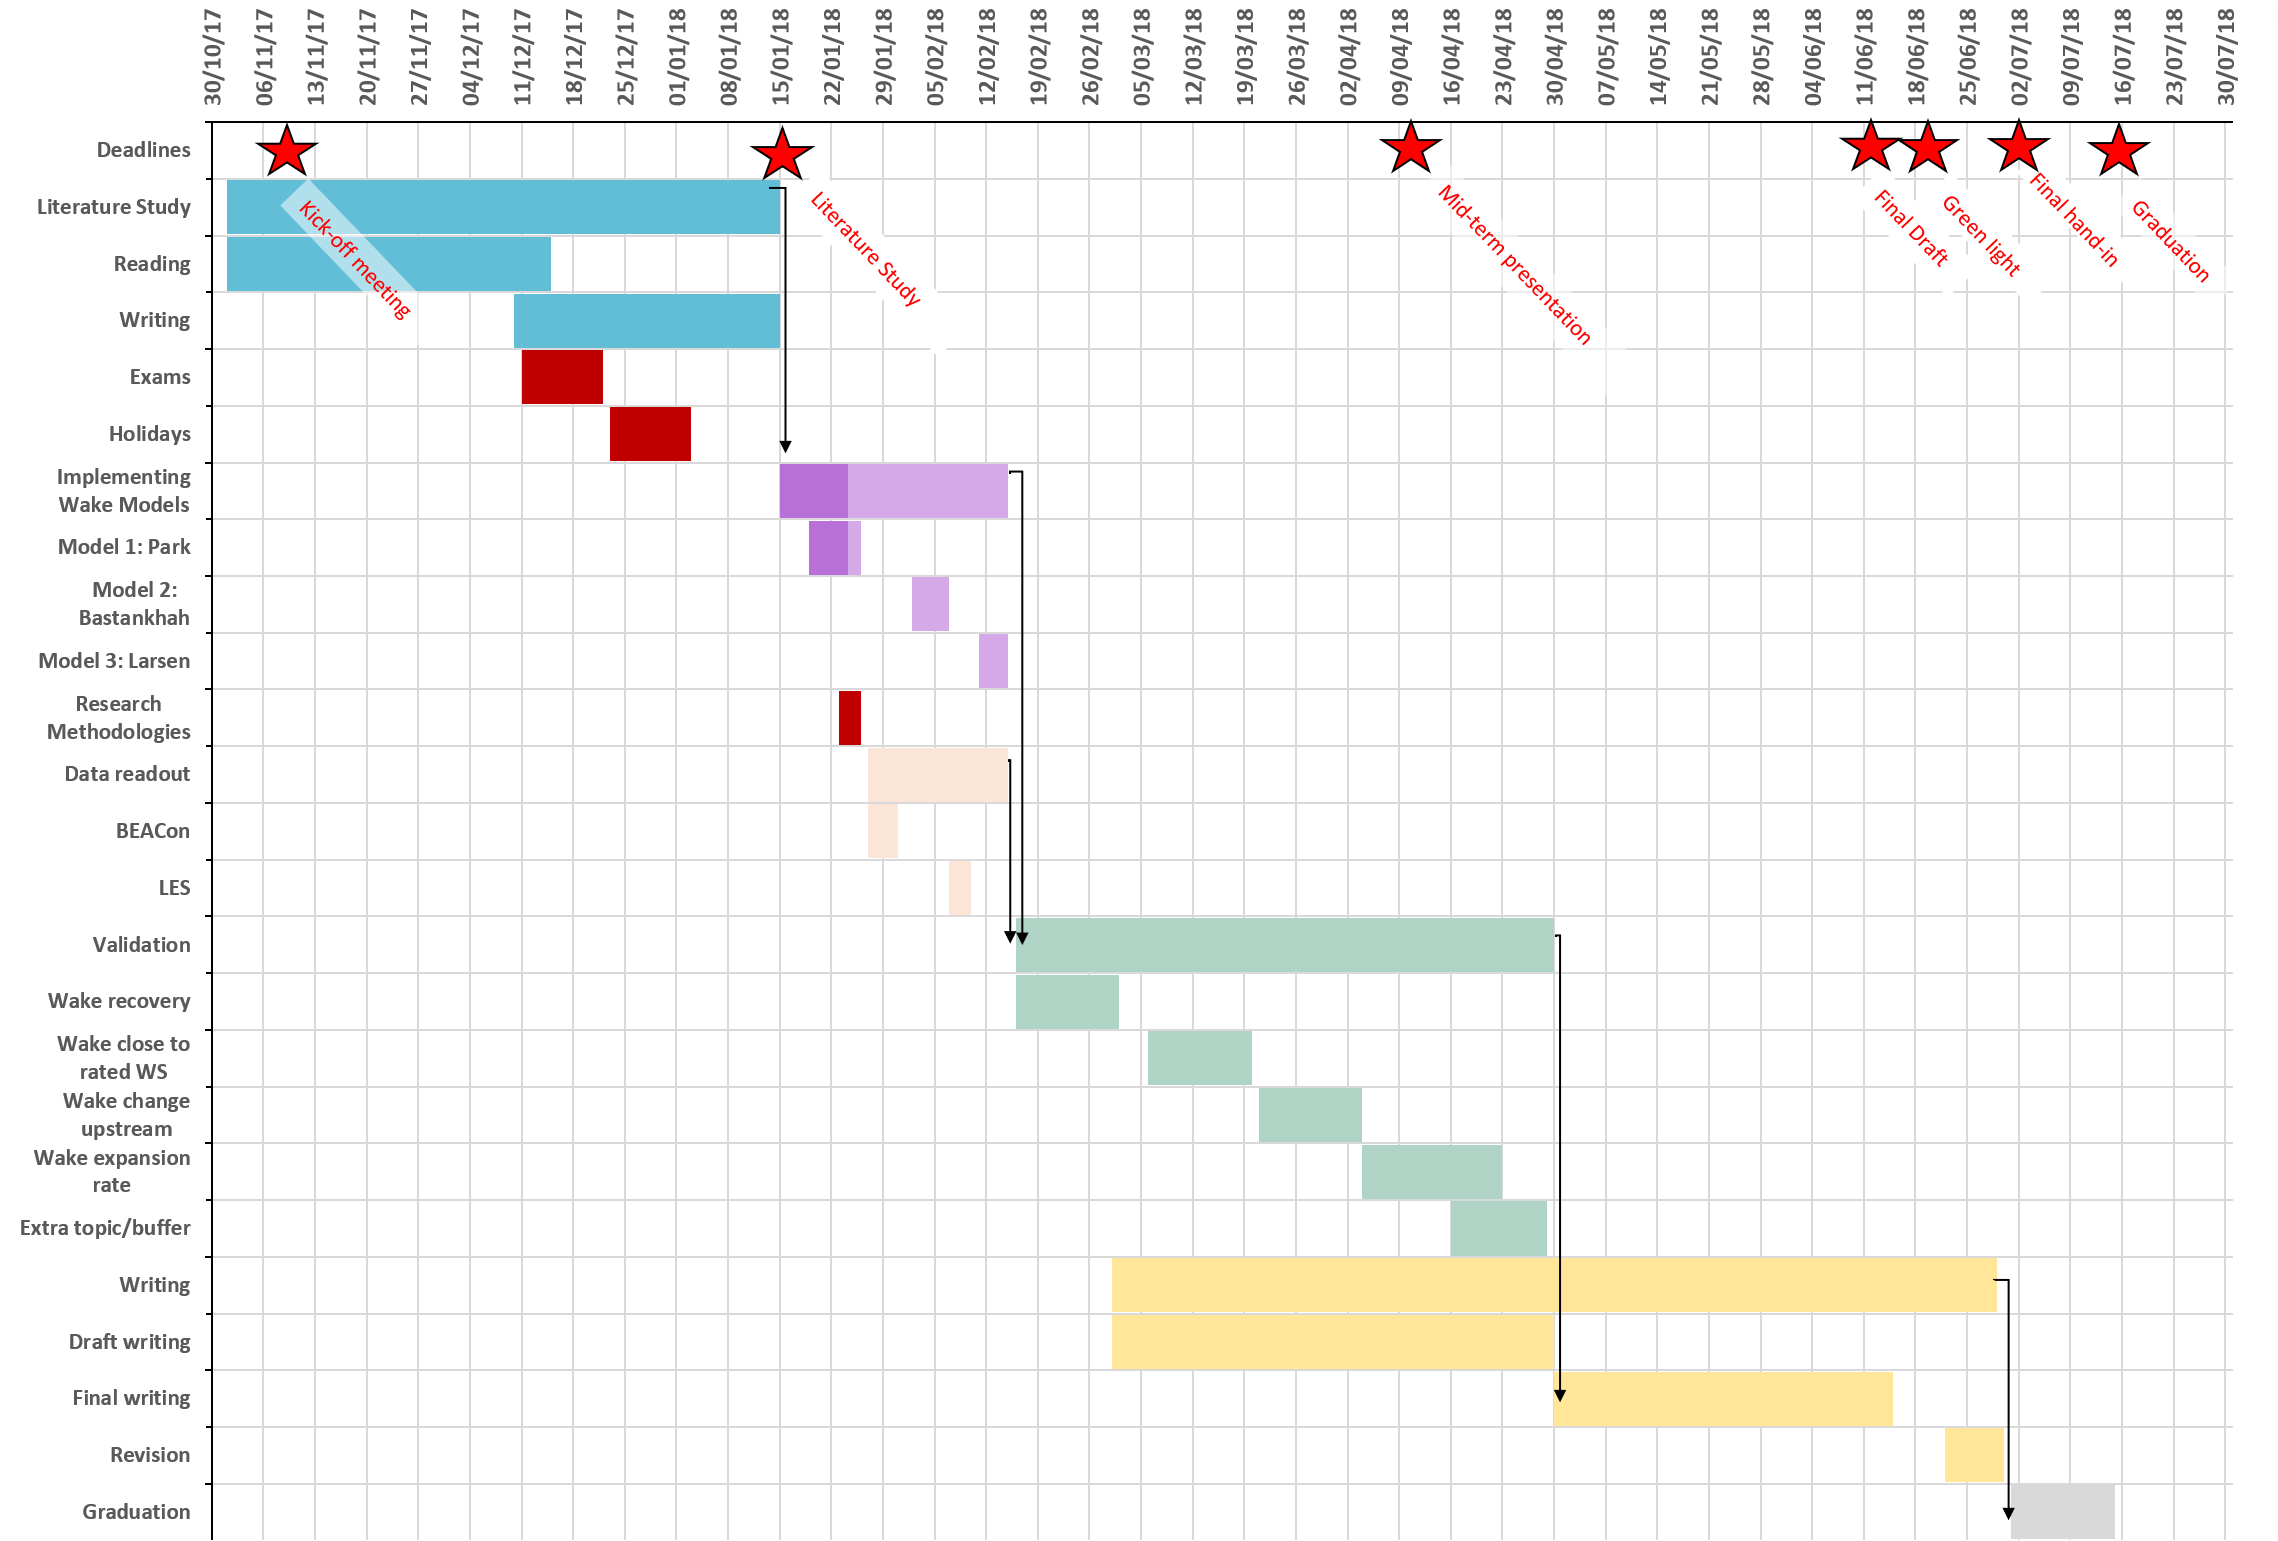 30/10/17
06/11/17
13/11/17
20/11/17
27/11/17
04/12/17
11/12/17
18/12/17
25/12/17
01/01/18
08/01/18
15/01/18
22/01/18
29/01/18
05/02/18
12/02/18
19/02/18
26/02/18
05/03/18
12/03/18
19/03/18
26/03/18
02/04/18
09/04/18
16/04/18
23/04/18
30/04/18
07/05/18
14/05/18
21/05/18
28/05/18
04/06/18
11/06/18
18/06/18
25/06/18
02/07/18
09/07/18
16/07/18
23/07/18
30/07/18
Deadlines
Kick-off meeting
Literature Study
Mid-term presentation
Final Draft
Green light
Final hand-in
Graduation
Literature Study
Reading
Writing
Exams
Holidays
Implementing
Wake Models
Model 1: Park
Model 2:
Bastankhah
Model 3: Larsen
Research
Methodologies
Data readout
BEACon
LES
Validation
Wake recovery
Wake close to
rated WS
Wake change
upstream
Wake expansion
rate
Extra topic/buffer
Writing
Draft writing
Final writing
Revision
Graduation